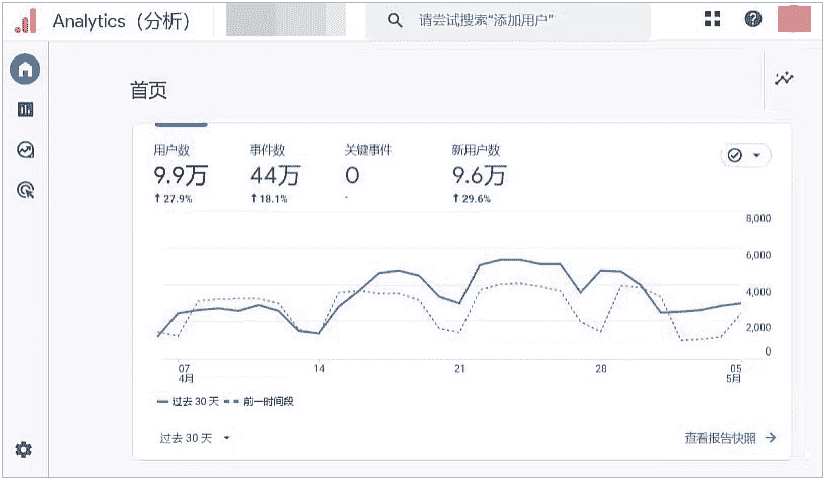 Analytics（分析）
请尝试搜索“添加用户”
首页
用户数 事件数 关键事件 新用户数
9.9万 44万 0 9.6万
↑27.9% ↑18.1% - ↑29.6%
8,000
6,000
4,000
2,000
0
07 14 21 28 05
4月 5月
过去 30 天 前一时间段
过去 30 天 查看报告快照